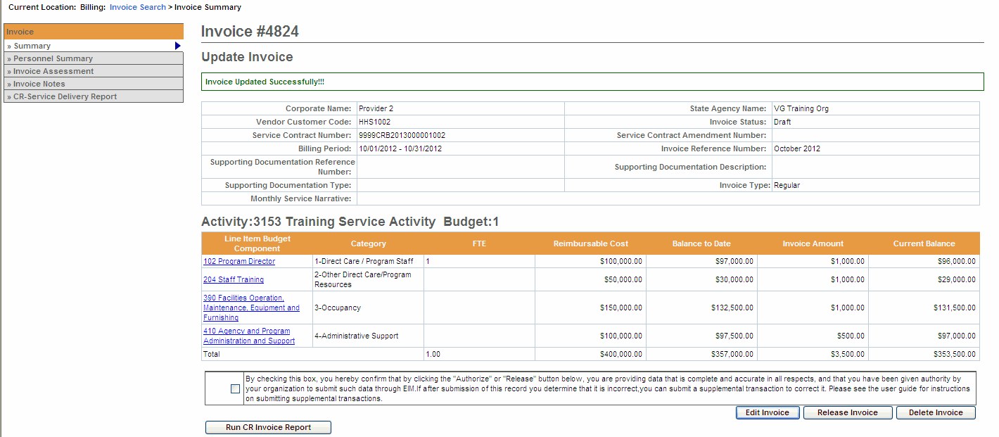 Current Location: Billing: Invoice Search > Invoice Summary
Invoice
» Summary
» Personnel Summary
» Invoice Assessment
» Invoice Notes
» CR-Service Delivery Report
Invoice #4824
Update Invoice
Invoice Updated Successfully!!!
Corporate Name: Provider 2 State Agency Name: VG Training Org
Vendor Customer Code: HHS1002 Invoice Status: Draft
Service Contract Number: 9999CRB2013000001002 Service Contract Amendment Number:
Billing Period: 10/01/2012 - 10/31/2012 Invoice Reference Number: October 2012
Supporting Documentation Reference
Number:
Supporting Documentation Description:
Supporting Documentation Type: Invoice Type: Regular
Monthly Service Narrative:
Activity:3153 Training Service Activity Budget:1
Line Item Budget
Component
Category FTE Reimbursable Cost Balance to Date Invoice Amount Current Balance
102 Program Director 1-Direct Care / Program Staff 1 $100,000.00 $97,000.00 $1,000.00 $96,000.00
204 Staff Training
2-Other Direct Care/Program
Resources
$50,000.00 $30,000.00 $1,000.00 $29,000.00
390 Facilities Operation,
Maintenance, Equipment and
Furnishing
3-Occupancy $150,000.00 $132,500.00 $1,000.00 $131,500.00
410 Agency and Program
Administration and Support
4-Administrative Support $100,000.00 $97,500.00 $500.00 $97,000.00
Total 1.00 $400,000.00 $357,000.00 $3,500.00 $353,500.00
By checking this box, you hereby confirm that by clicking the "Authorize" or "Release" button below, you are providing data that is complete and accurate in all respects, and that you have been given authority by
your organization to submit such data through EIM.If after submission of this record you determine that it is incorrect,you can submit a supplemental transaction to correct it. Please see the user guide for instructions
on submitting supplemental transactions.
Edit Invoice Release Invoice Delete Invoice
Run CR Invoice Report